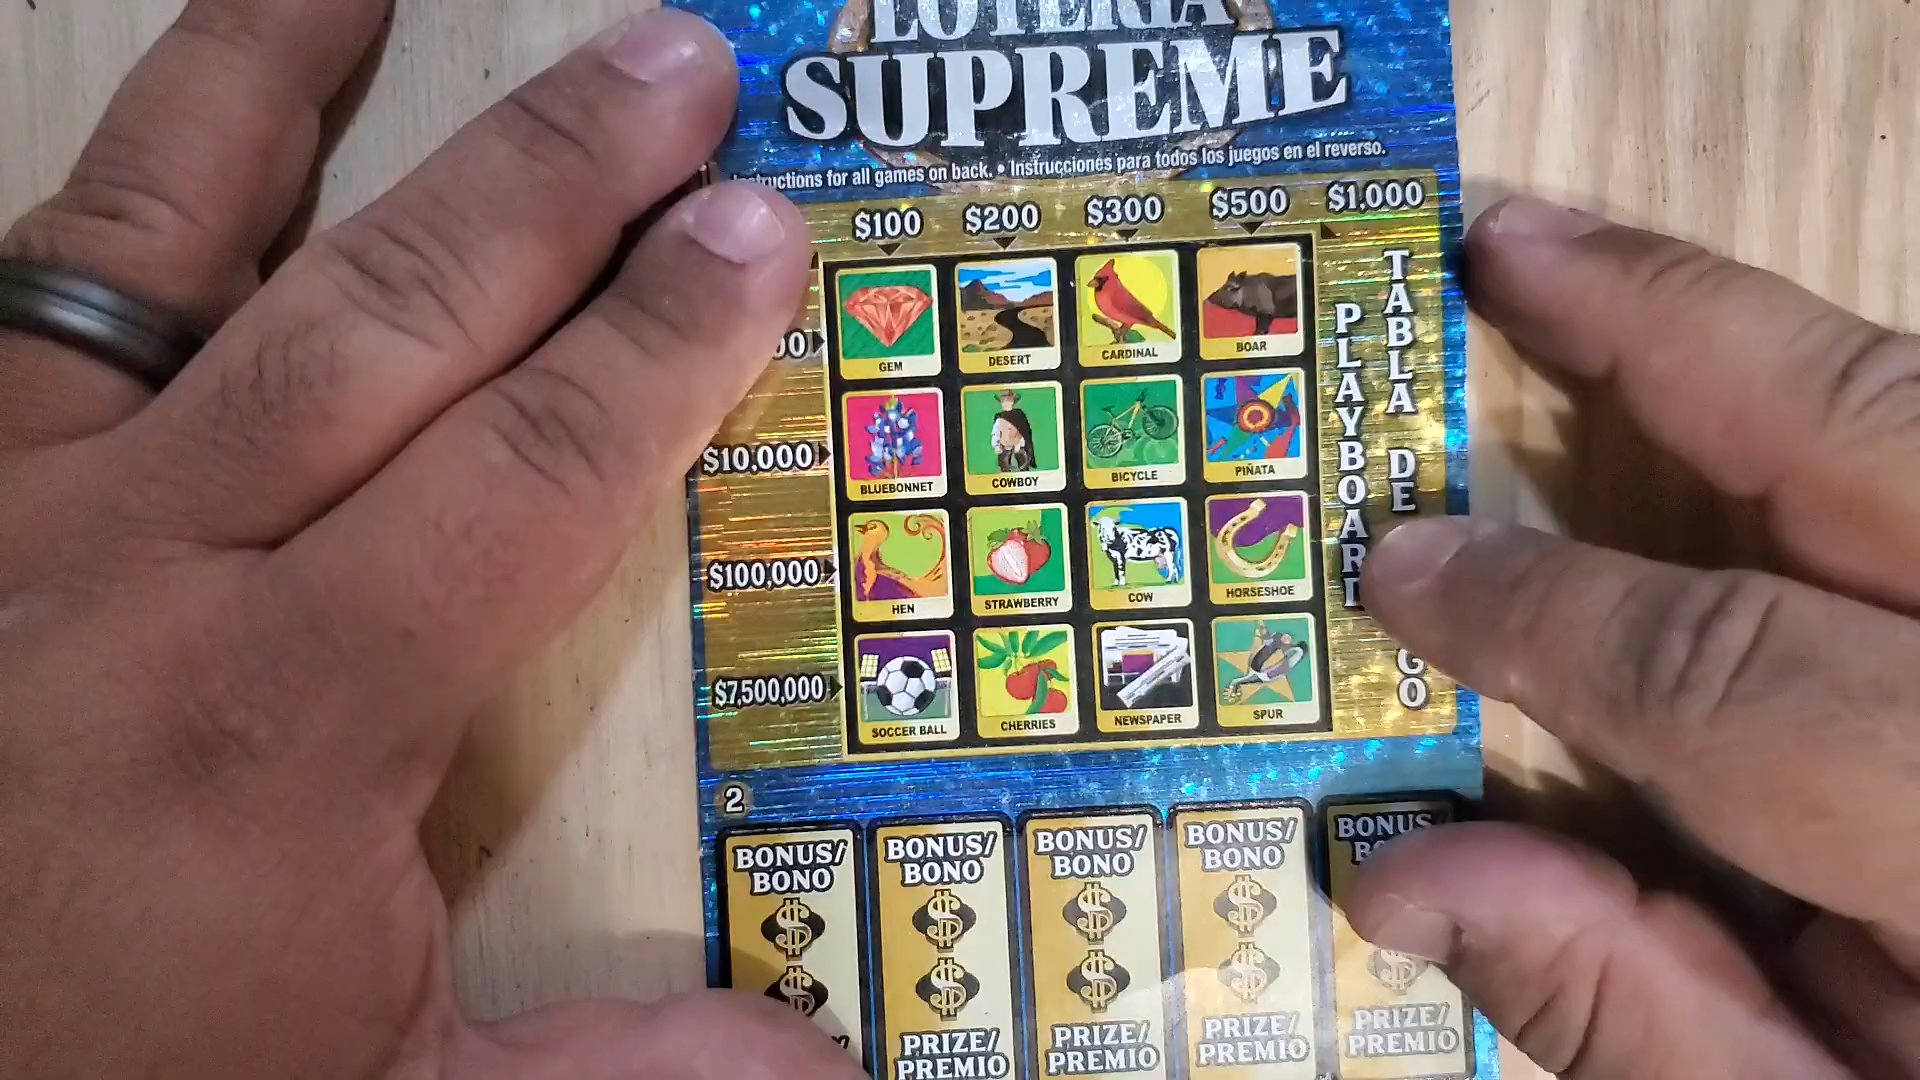 LOTERIA
SUPREME
Instructions for all games on back. • Instrucciones para todos los juegos en el reverso.
$100 $200 $300 $500 $1,000
GEM DESERT CARDINAL BOAR
$10,000
BLUEBONNET COWBOY BICYCLE PIÑATA
$100,000
HEN STRAWBERRY COW HORSESHOE
$7,500,000
SOCCER BALL CHERRIES NEWSPAPER SPUR
PLAYBOARD
TABLA DE
GO
2
BONUS/
BONO
PRIZE/
PREMIO
BONUS/
BONO
PRIZE/
PREMIO
BONUS/
BONO
PRIZE/
PREMIO
BONUS/
BONO
PRIZE/
PREMIO
BONUS/
BONO